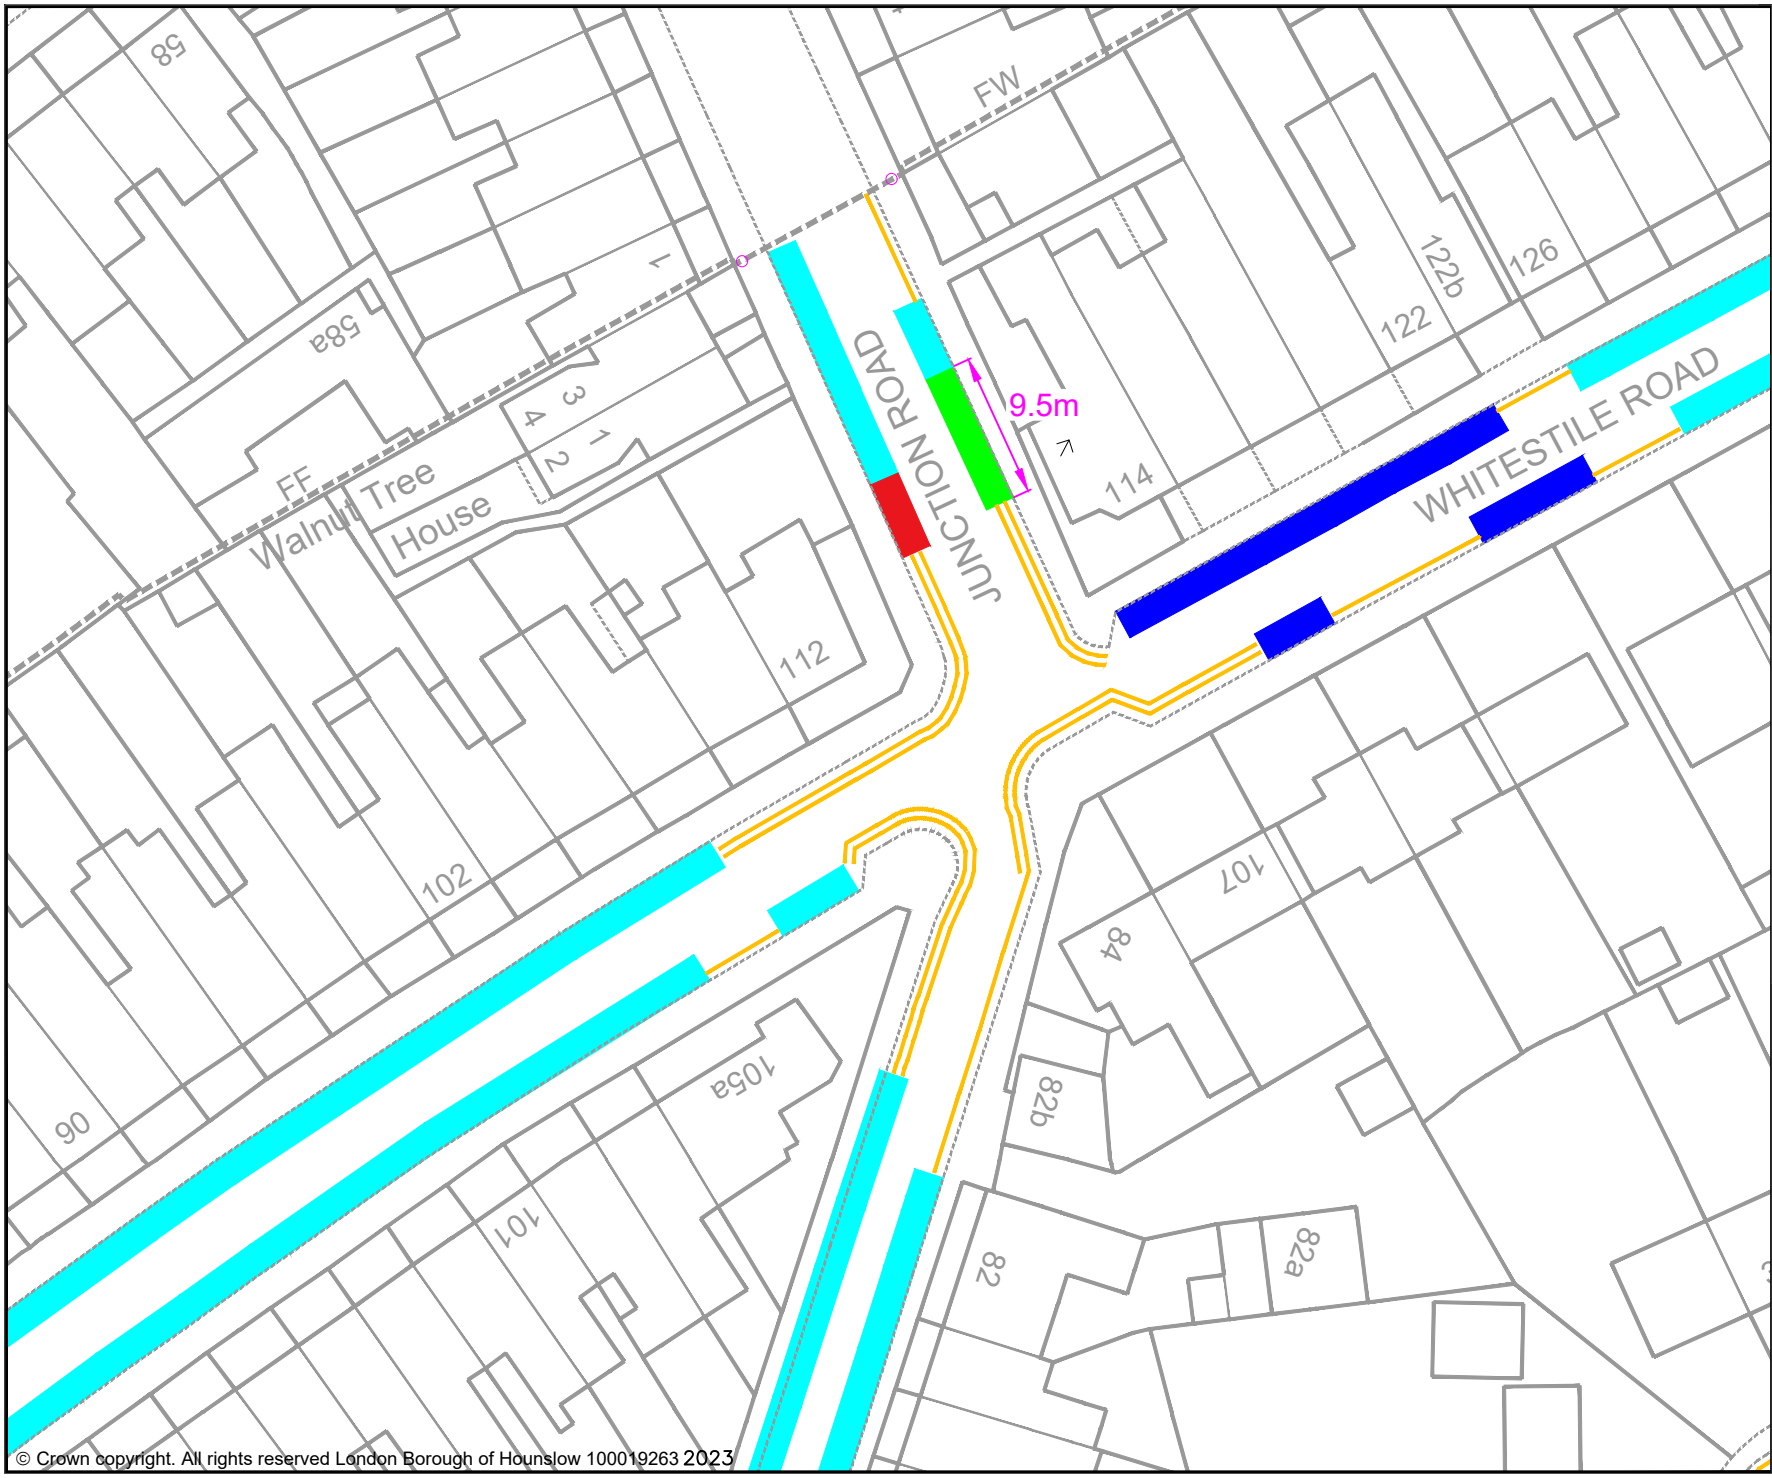 58
FW
1
126
122b
122
58a
JUNCTION ROAD
9.5m
WHITESTILE ROAD
3
4
1
2
FF
Walnut Tree
House
114
112
102
107
84
105a
82b
90
101
82
82a
© Crown copyright. All rights reserved London Borough of Hounslow 100019263 2023